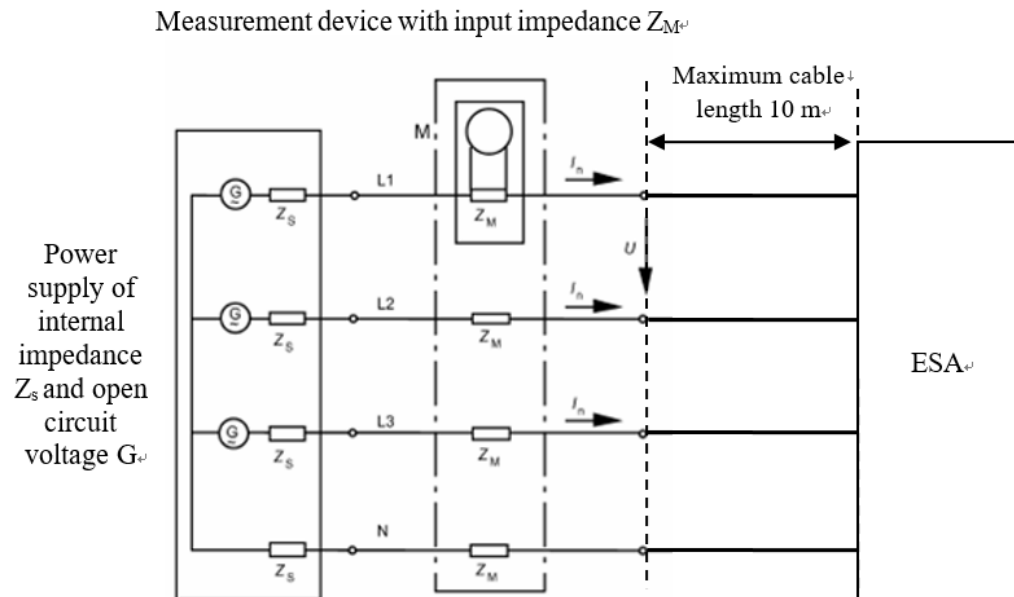 Measurement device with input impedance ZM↵
Maximum cable↓
length 10 m↵
M
G
ZS
L1
ZM
In
U
G
ZS
L2
ZM
In
Power
supply of
internal
impedance
Zs and open
circuit
voltage G↵
G
ZS
L3
ZM
In
ESA↵
ZS
N
ZM